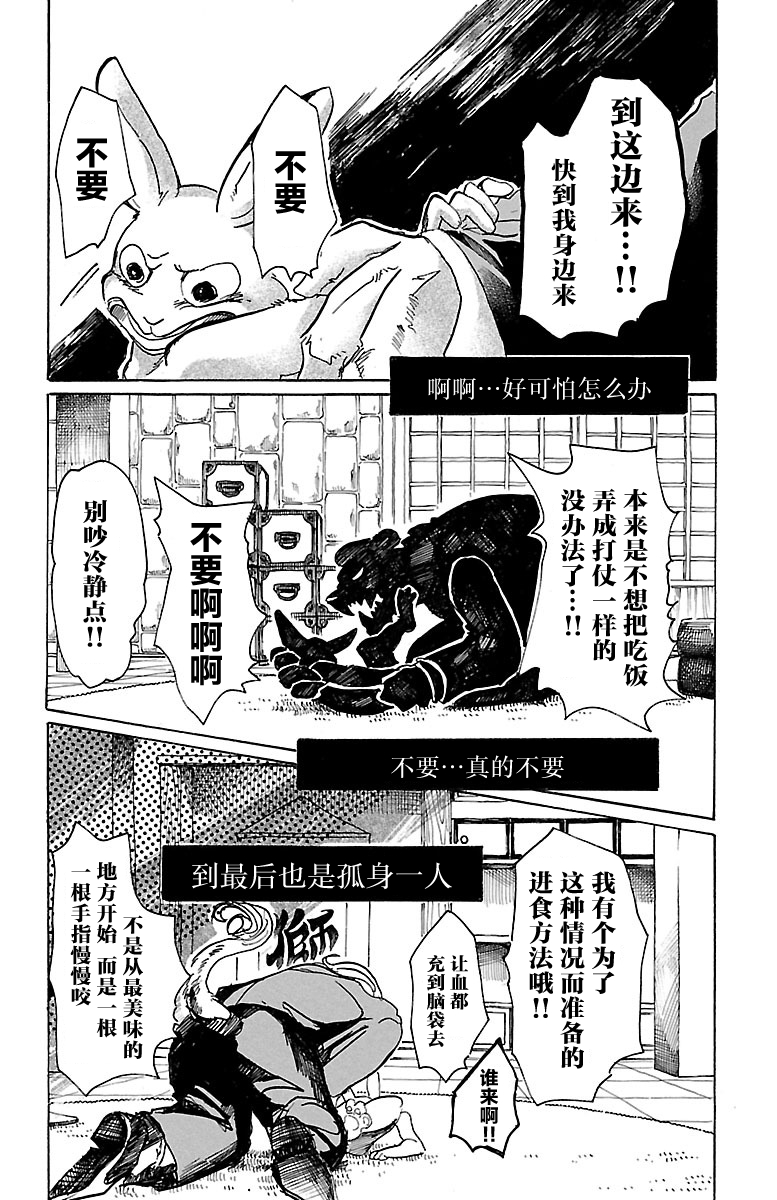 到这边来…!!
快到我身边来
不要
不要
啊啊…好可怕怎么办
本来是不想把吃饭
弄成打仗一样的
没办法了…!!
不要啊啊啊
别吵冷静点!!
不要…真的不要
我有个为了
这种情况而准备的
进食方法哦!!
到最后也是孤身一人
让血都
充到脑袋去
谁来啊!!
獅
不是从最美味的
地方开始 而是一根
一根手指慢慢咬